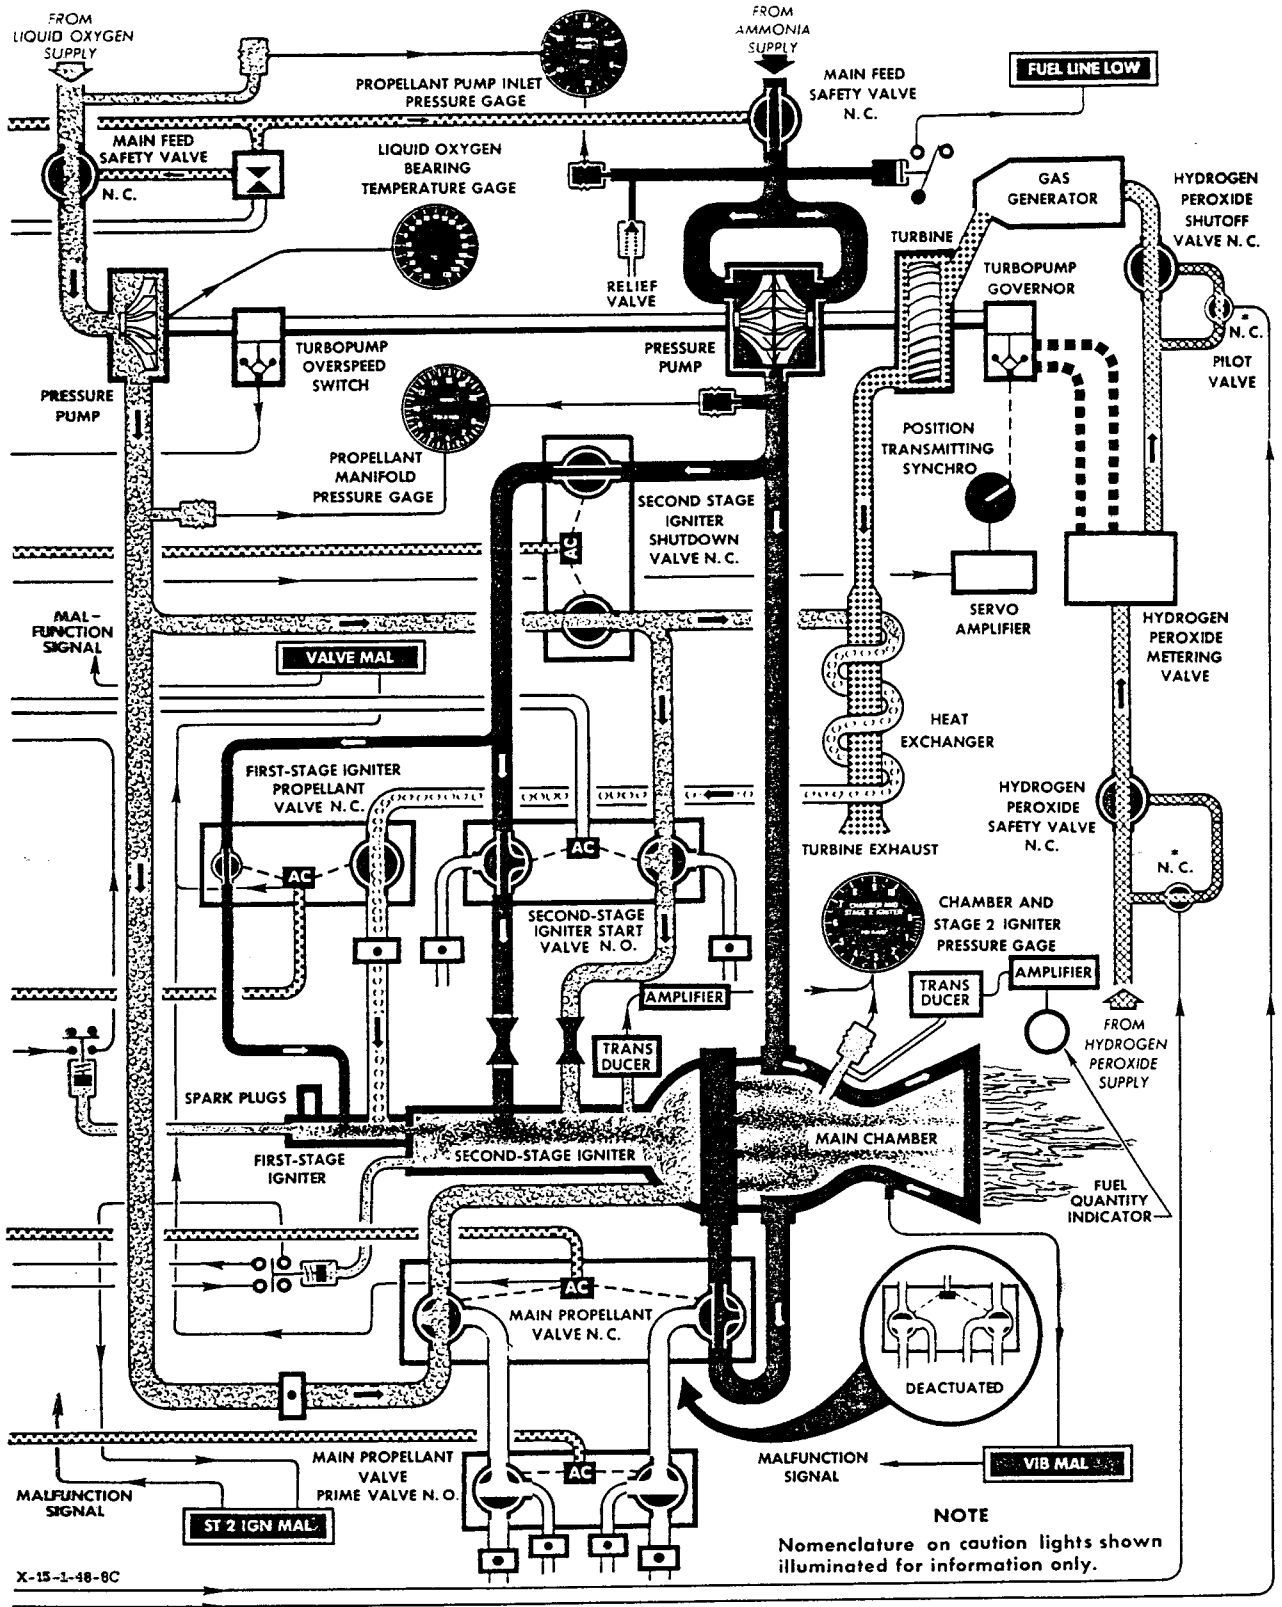 FROM
LIQUID OXYGEN
SUPPLY
FROM
AMMONIA
SUPPLY
PROPELLANT PUMP INLET
PRESSURE GAGE
MAIN FEED
SAFETY VALVE
N. C.
FUEL LINE LOW
MAIN FEED
SAFETY VALVE
N. C.
LIQUID OXYGEN
BEARING
TEMPERATURE GAGE
GAS
GENERATOR
HYDROGEN
PEROXIDE
SHUTOFF
VALVE N. C.
TURBINE
TURBOPUMP
GOVERNOR
RELIEF
VALVE
*
N. C.
PILOT
VALVE
TURBOPUMP
OVERSPEED
SWITCH
PRESSURE
PUMP
PRESSURE
PUMP
POSITION
TRANSMITTING
SYNCHRO
PROPELLANT
MANIFOLD
PRESSURE GAGE
SECOND STAGE
IGNITER
SHUTDOWN
VALVE N. C.
AC
SERVO
AMPLIFIER
HYDROGEN
PEROXIDE
METERING
VALVE
MAL-
FUNCTION
SIGNAL
VALVE MAL
HEAT
EXCHANGER
FIRST-STAGE IGNITER
PROPELLANT
VALVE N. C.
HYDROGEN
PEROXIDE
SAFETY VALVE
N. C.
*
N. C.
AC
AC
TURBINE EXHAUST
SECOND-STAGE
IGNITER START
VALVE N. O.
CHAMBER AND
STAGE 2 IGNITER
CHAMBER AND
STAGE 2 IGNITER
PRESSURE GAGE
AMPLIFIER
TRANS
DUCER
AMPLIFIER
TRANS
DUCER
FROM
HYDROGEN
PEROXIDE
SUPPLY
SPARK PLUGS
MAIN CHAMBER
FIRST-STAGE
IGNITER
SECOND-STAGE IGNITER
FUEL
QUANTITY
INDICATOR
AC
MAIN PROPELLANT
VALVE N. C.
DEACTUATED
MAIN PROPELLANT
VALVE
PRIME VALVE N. O.
AC
MALFUNCTION
SIGNAL
VIB MAL
MALFUNCTION
SIGNAL
ST 2 IGN MAL
NOTE
Nomenclature on caution lights shown
illuminated for information only.
X-15-1-48-6C